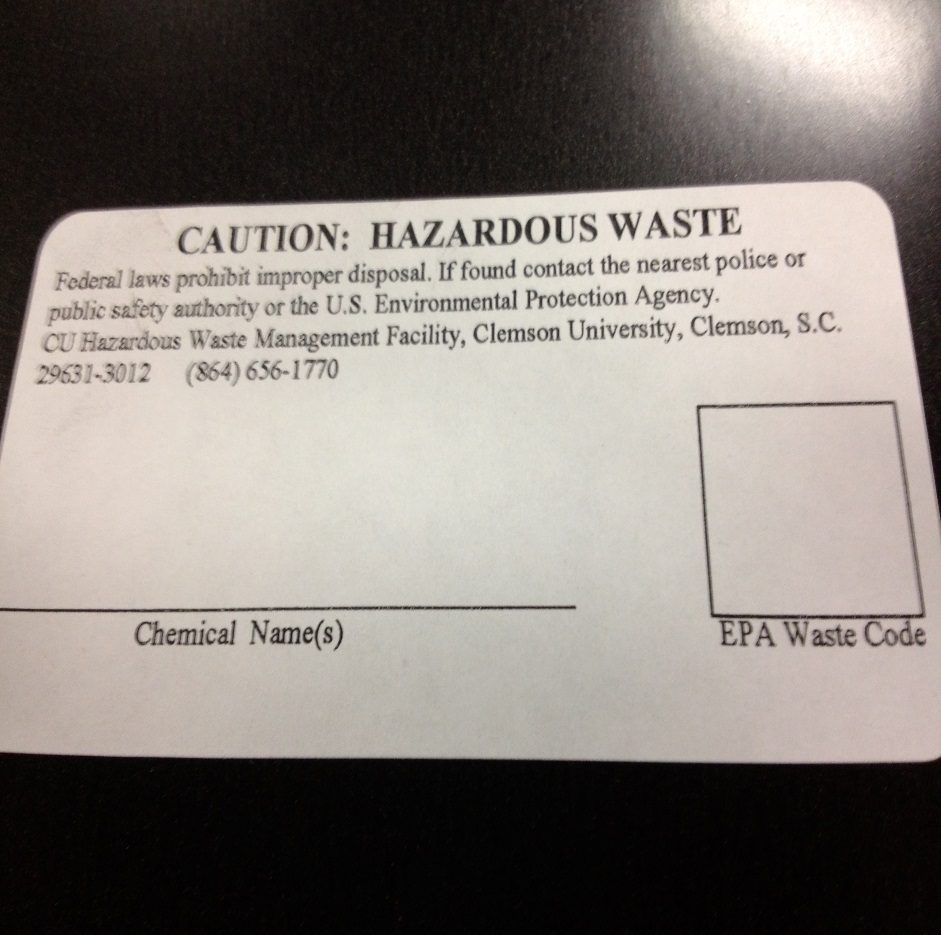 CAUTION: HAZARDOUS WASTE
Federal laws prohibit improper disposal. If found contact the nearest police or
public safety authority or the U.S. Environmental Protection Agency.
CU Hazardous Waste Management Facility, Clemson University, Clemson, S.C.
29631-3012 (864) 656-1770
Chemical Name(s)
EPA Waste Code